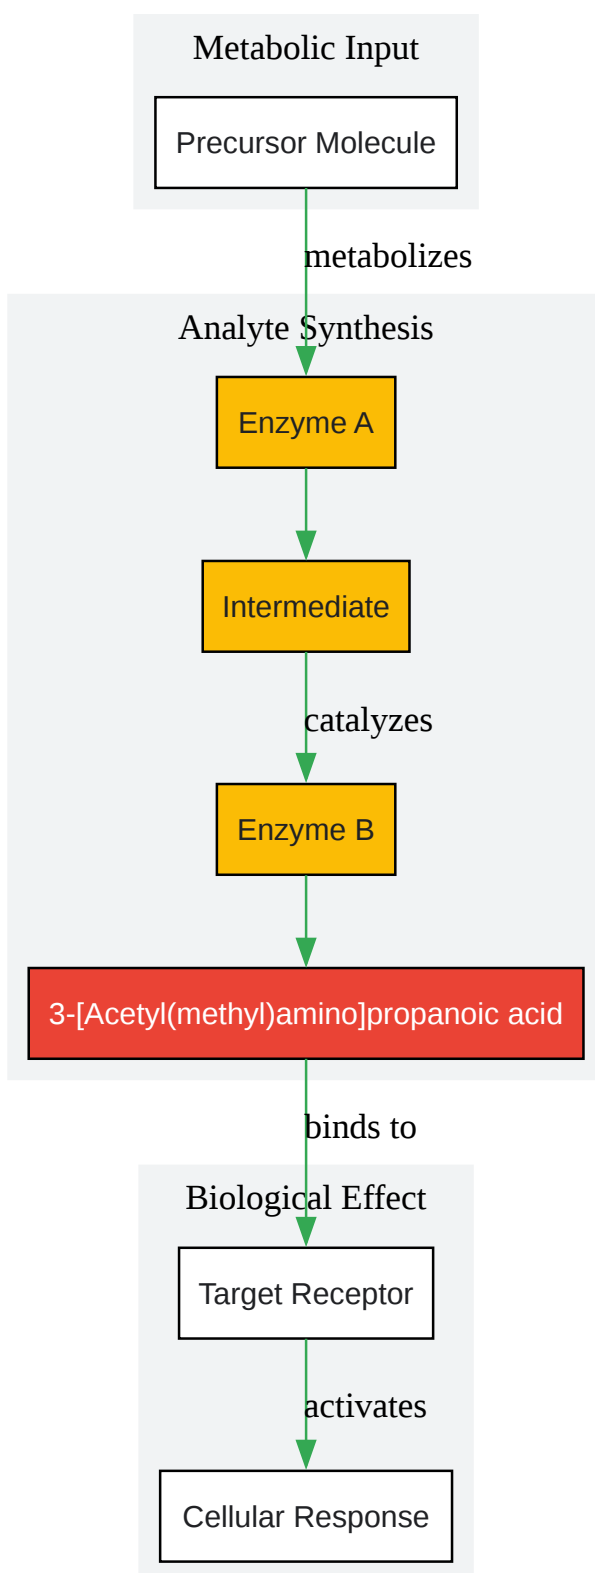 Metabolic Input
Precursor Molecule
metabolizes
Analyte Synthesis
Enzyme A
Intermediate
catalyzes
Enzyme B
3-[Acetyl(methyl)amino]propanoic acid
binds to
Biological Effect
Target Receptor
activates
Cellular Response